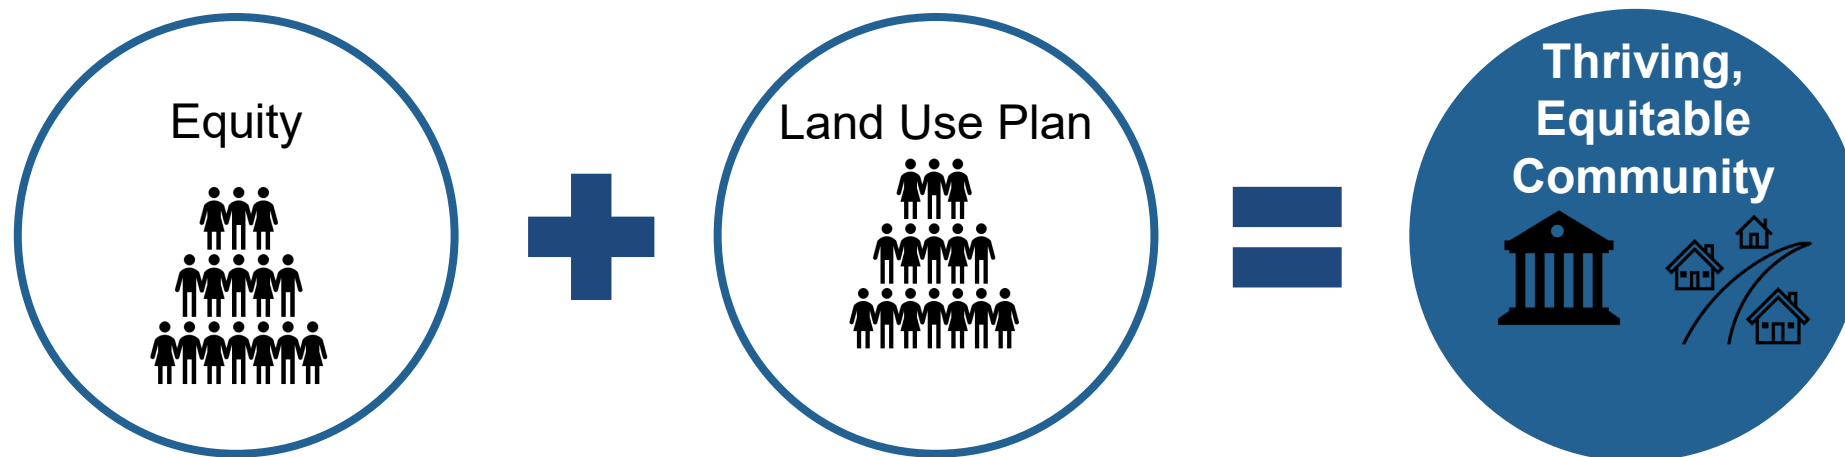 Equity
Land Use Plan
Thriving,
Equitable
Community